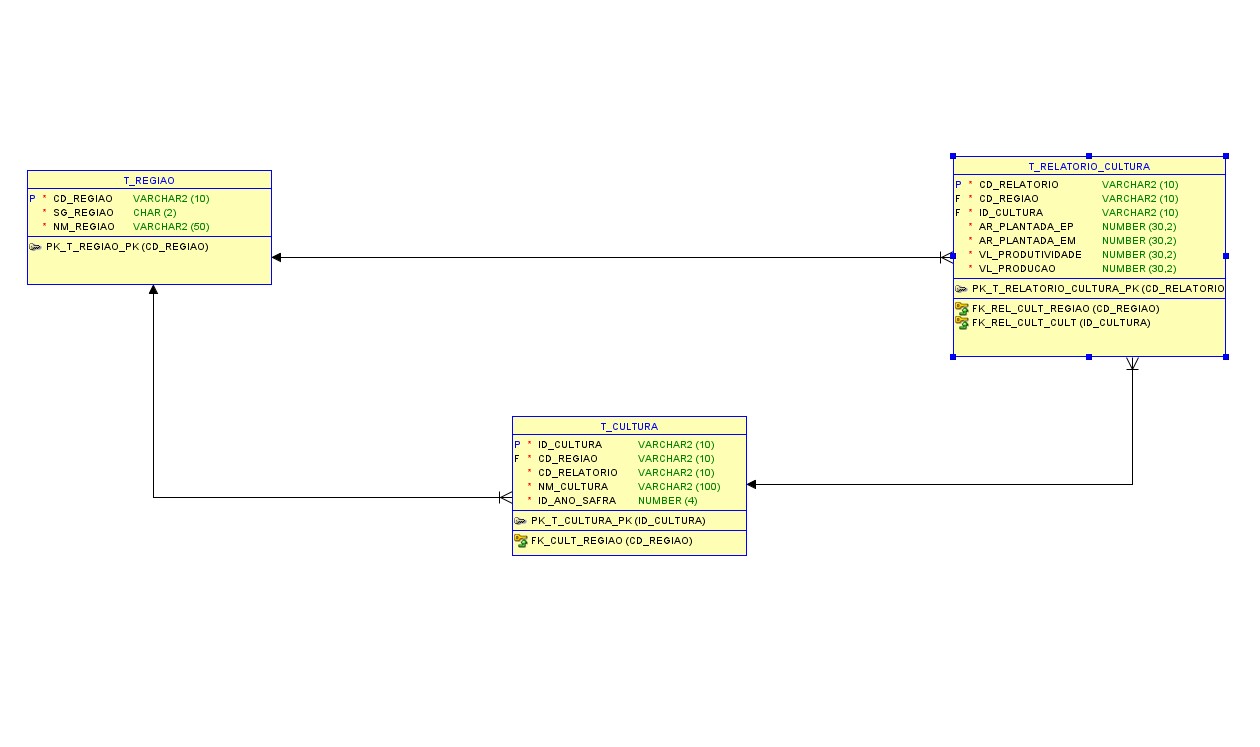 T_REGIAO
P * CD_REGIAO VARCHAR2 (10)
* SG_REGIAO CHAR (2)
* NM_REGIAO VARCHAR2 (50)
PK_T_REGIAO_PK (CD_REGIAO)
T_RELATORIO_CULTURA
P * CD_RELATORIO VARCHAR2 (10)
F * CD_REGIAO VARCHAR2 (10)
F * ID_CULTURA VARCHAR2 (10)
* AR_PLANTADA_EP NUMBER (30,2)
* AR_PLANTADA_EM NUMBER (30,2)
* VL_PRODUTIVIDADE NUMBER (30,2)
* VL_PRODUCAO NUMBER (30,2)
PK_T_RELATORIO_CULTURA_PK (CD_RELATORIO
FK_REL_CULT_REGIAO (CD_REGIAO)
FK_REL_CULT_CULT (ID_CULTURA)
T_CULTURA
P * ID_CULTURA VARCHAR2 (10)
F * CD_REGIAO VARCHAR2 (10)
* CD_RELATORIO VARCHAR2 (10)
* NM_CULTURA VARCHAR2 (100)
* ID_ANO_SAFRA NUMBER (4)
PK_T_CULTURA_PK (ID_CULTURA)
FK_CULT_REGIAO (CD_REGIAO)